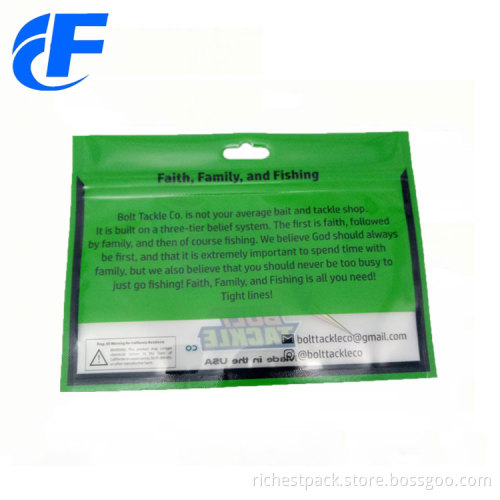 F
Faith, Family, and Fishing
Bolt Tackle Co. is not your average bait and tackle shop.
It is built on a three-tier belief system. The first is faith, followed
by family, and then of course fishing. We believe God should always
be first, and that it is extremely important to spend time with
family, but we also believe that you should never be too busy to
just go fishing! Faith, Family, and Fishing is all you need!
Tight lines!
BOLT
TACKLE
CO
bolttackleco@gmail.com
Made in the USA
@bolttackleco
richestpack.store.bossgoo.com